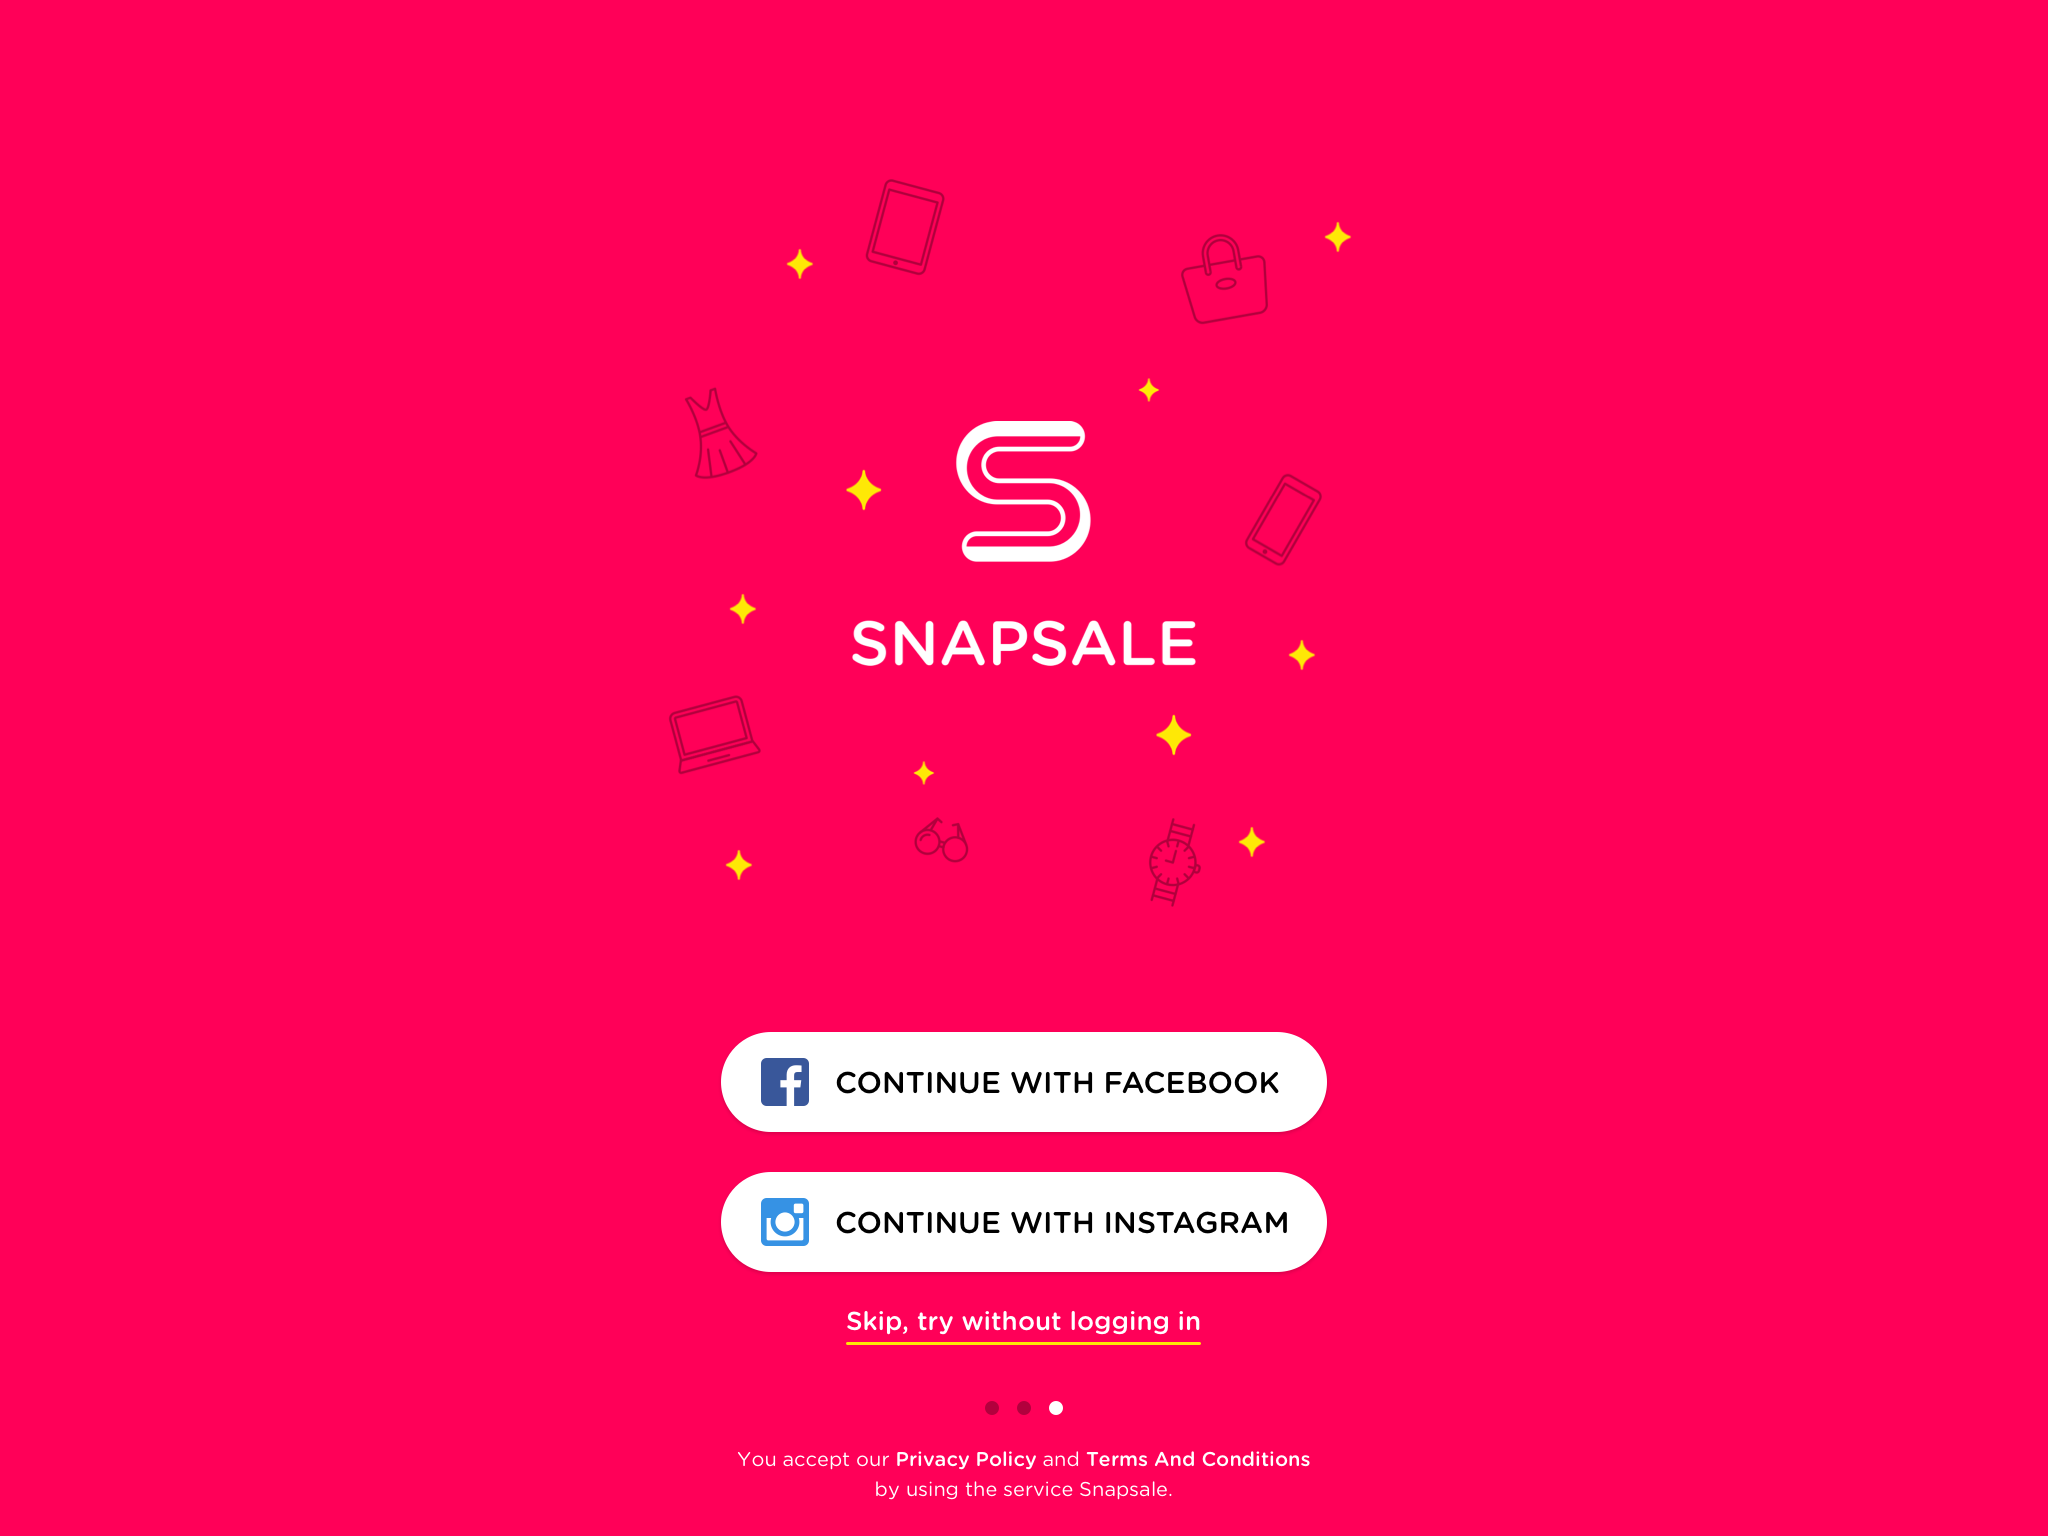 SNAPSALE
CONTINUE WITH FACEBOOK
CONTINUE WITH INSTAGRAM
Skip, try without logging in
You accept our Privacy Policy and Terms And Conditions
by using the service Snapsale.